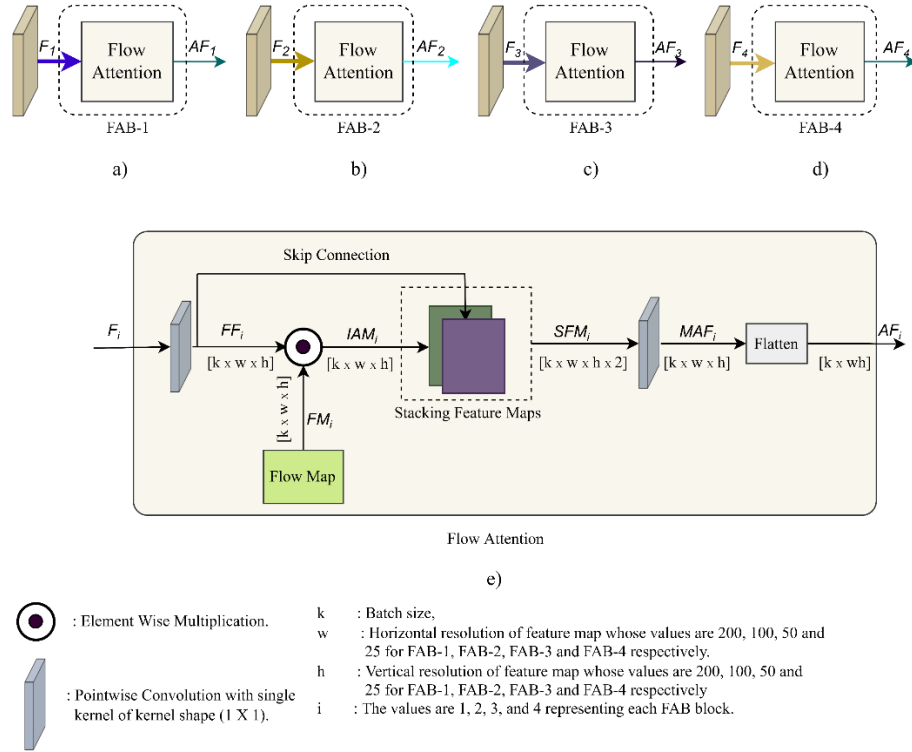 F1 Flow Attention AF1
FAB-1
a)
F2 Flow Attention AF2
FAB-2
b)
F3 Flow Attention AF3
FAB-3
c)
F4 Flow Attention AF4
FAB-4
d)
Skip Connection
Fi
FFi
[k x w x h]
IAMi
[k x w x h]
SFMi
[k x w x h x 2]
MAFi
[k x w x h]
Flatten
AFi
[k x wh]
Stacking Feature Maps
[k x w x h]
FMi
Flow Map
Flow Attention
e)
: Element Wise Multiplication.
: Pointwise Convolution with single
kernel of kernel shape (1 X 1).
k : Batch size,
w : Horizontal resolution of feature map whose values are 200, 100, 50 and
25 for FAB-1, FAB-2, FAB-3 and FAB-4 respectively.
h : Vertical resolution of feature map whose values are 200, 100, 50 and
25 for FAB-1, FAB-2, FAB-3 and FAB-4 respectively
i : The values are 1, 2, 3, and 4 representing each FAB block.